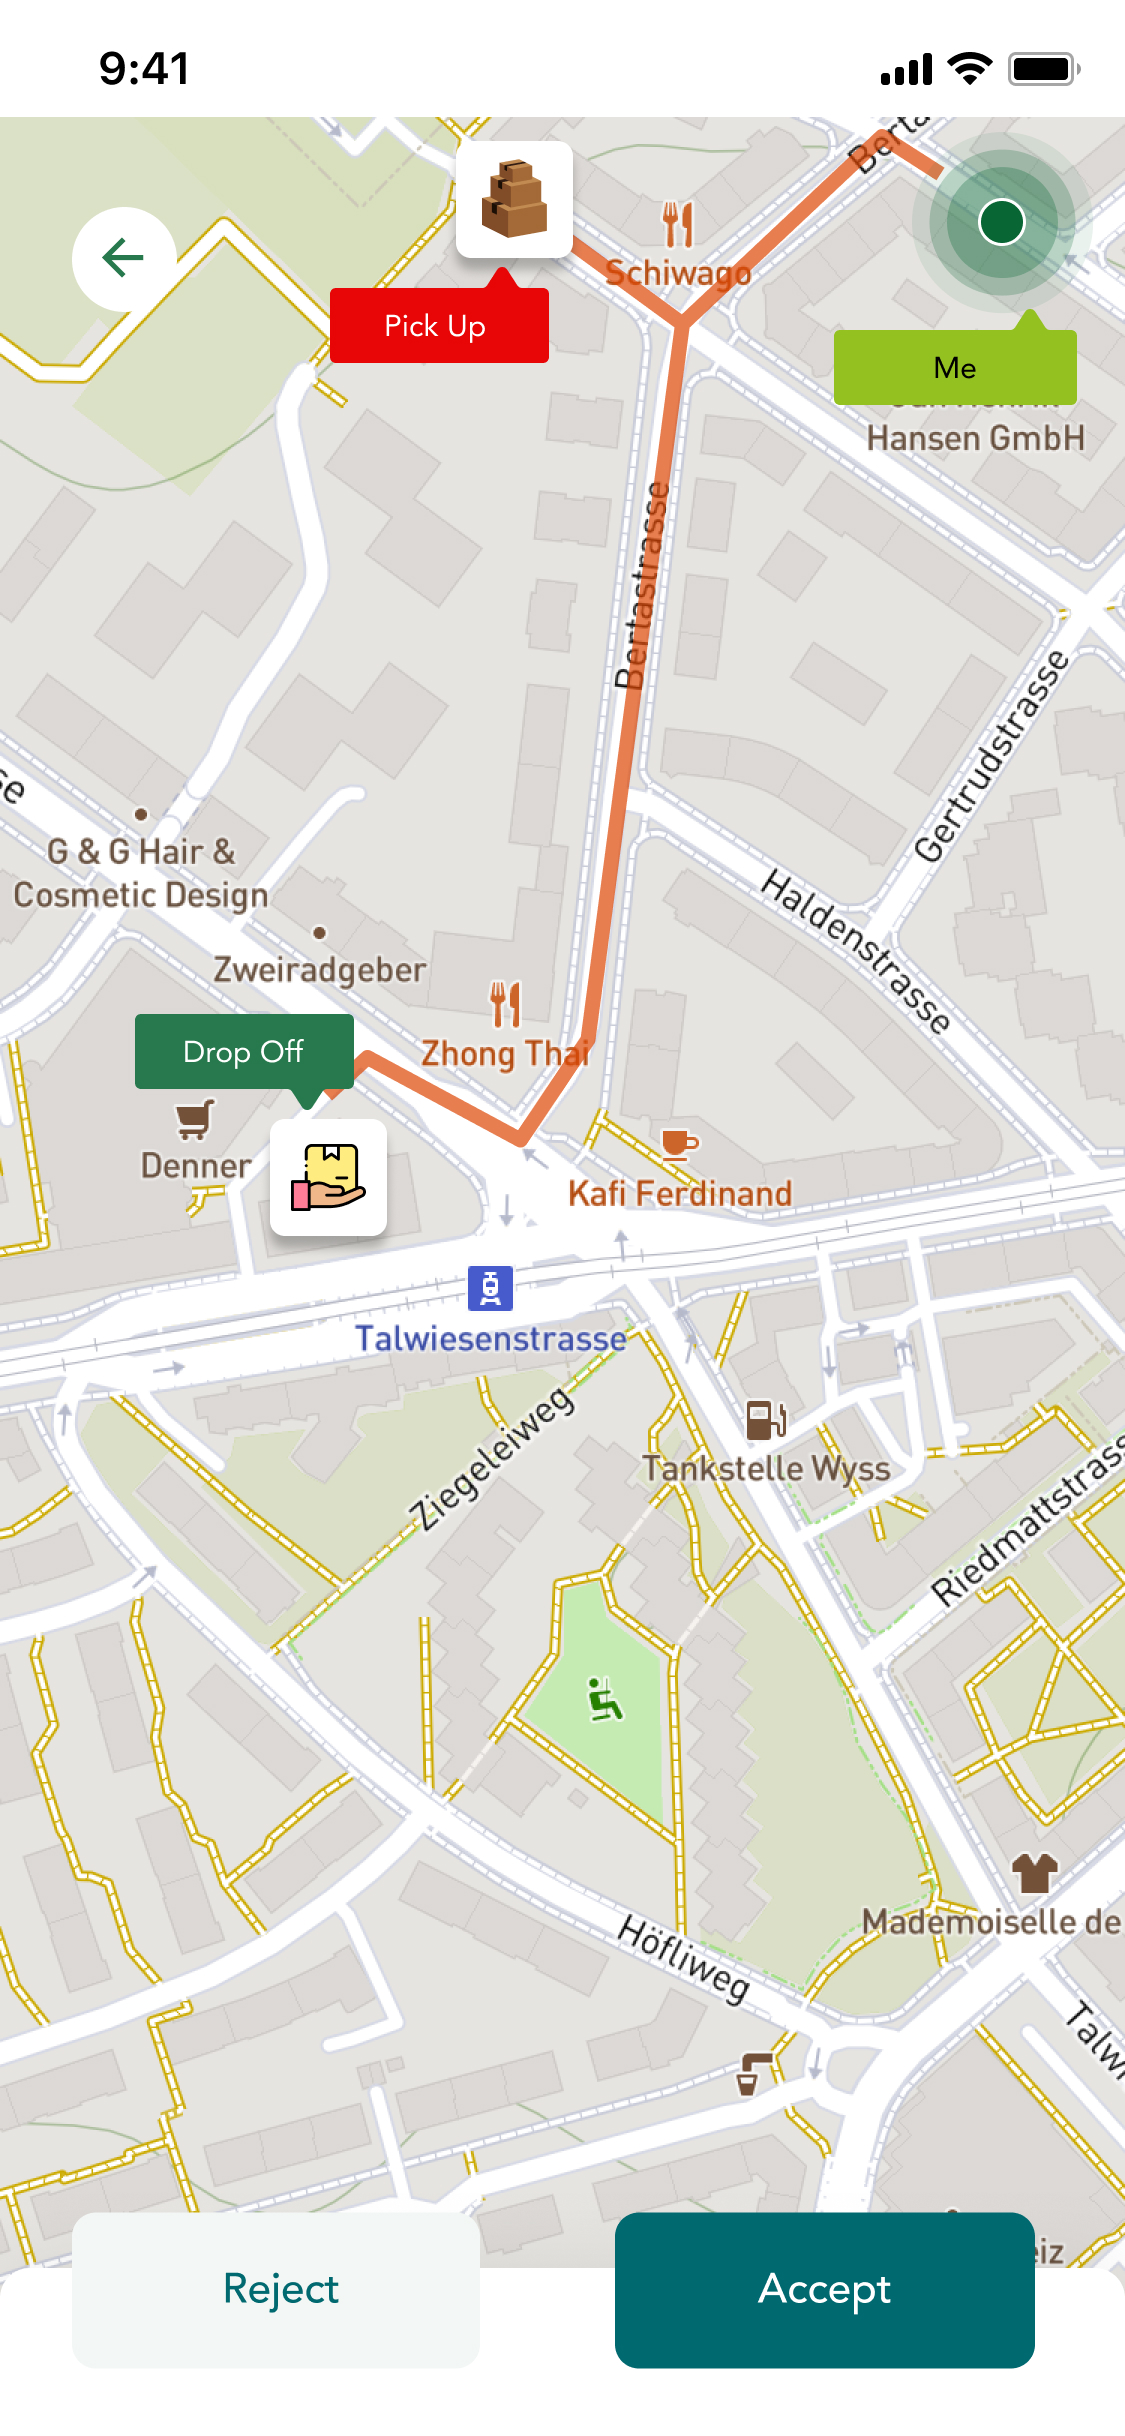 9:41
Schiwago
Pick Up
Me
Hansen GmbH
Bertastrasse
Gertrudstrasse
G & G Hair &
Cosmetic Design
Haldenstrasse
Zweiradgeber
Zhong Thai
Drop Off
Denner
Kafi Ferdinand
Talwiesenstrasse
Ziegeleiweg
Tankstelle Wyss
Riedmattstrass
Mademoiselle de
Höfliweg
Talwi
Reject
Accept